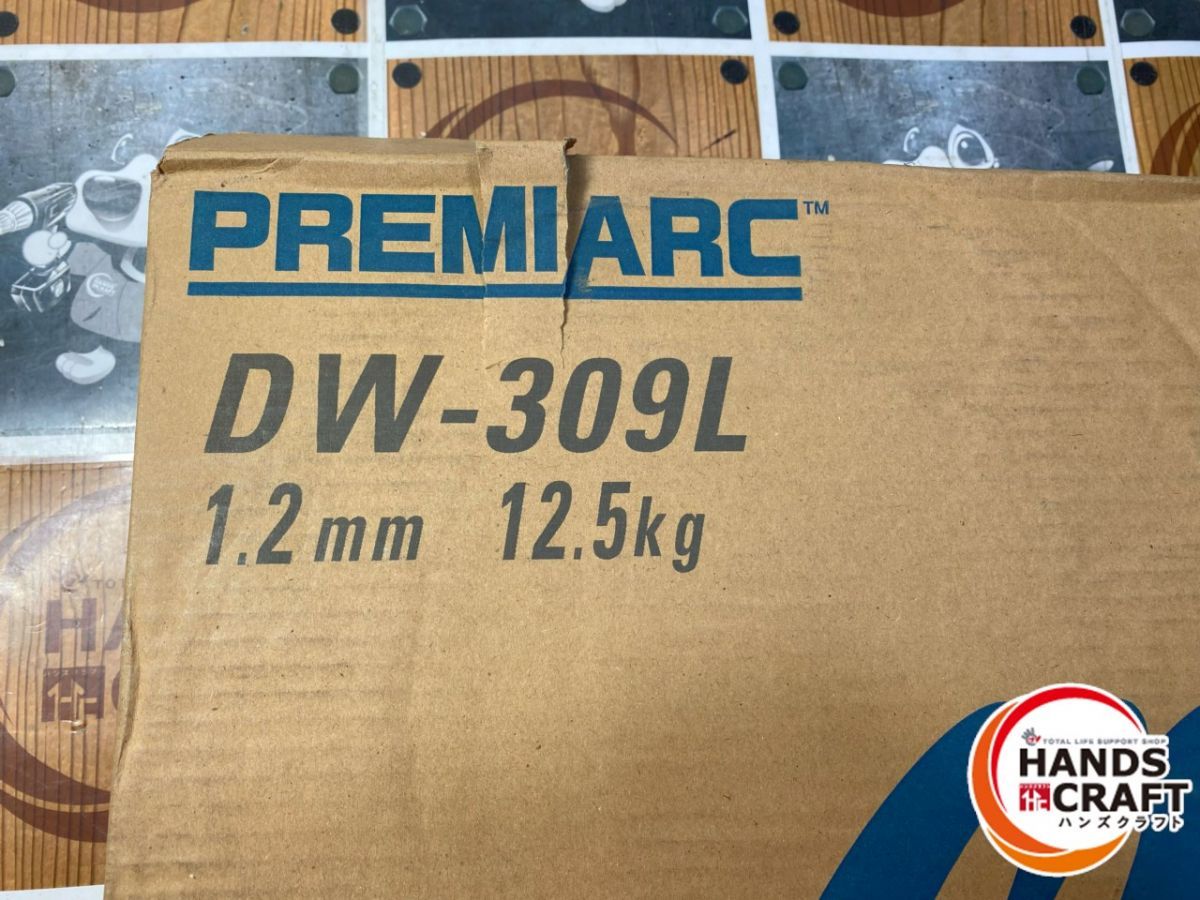 PREMIARC™
DW-309L
1.2mm 12.5kg
TOTAL LIFE SUPPORT SHOP
HANDS
CRAFT
ハンズクラフト